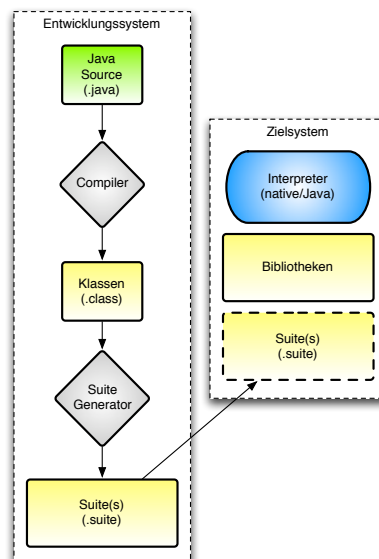 Entwicklungssystem
Java
Source
(.java)
Compiler
Klassen
(.class)
Suite
Generator
Suite(s)
(.suite)
Zielsystem
Interpreter
(native/Java)
Bibliotheken
Suite(s)
(.suite)